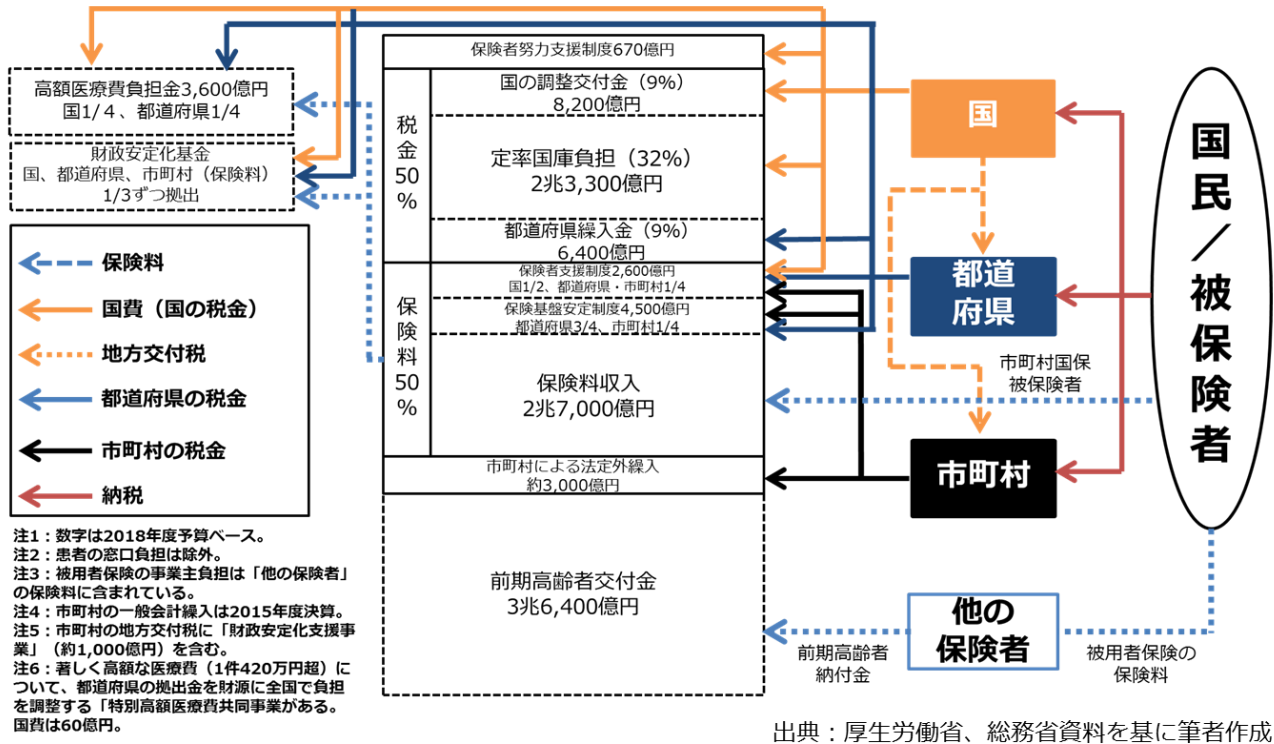 保険者努力支援制度670億円
高額医療費負担金3,600億円
国1/4、都道府県1/4
財政安定化基金
国、都道府県、市町村（保険料）
1/3ずつ拠出
税金50%
国の調整交付金（9%）
8,200億円
定率国庫負担（32%）
2兆3,300億円
都道府県繰入金（9%）
6,400億円
保険料50%
保険者支援制度2,600億円
国1/2、都道府県・市町村1/4
保険基盤安定制度4,500億円
都道府県3/4、市町村1/4
保険料収入
2兆7,000億円
市町村による法定外繰入
約3,000億円
前期高齢者交付金
3兆6,400億円
国
都道
府県
市町村国保
被保険者
市町村
他の
保険者
前期高齢者
納付金
被用者保険の
保険料
国民／被保険者
保険料
国費（国の税金）
地方交付税
都道府県の税金
市町村の税金
納税
注1：数字は2018年度予算ベース。
注2：患者の窓口負担は除外。
注3：被用者保険の事業主負担は「他の保険者」
の保険料に含まれている。
注4：市町村の一般会計繰入は2015年度決算。
注5：市町村の地方交付税に「財政安定化支援事
業」（約1,000億円）を含む。
注6：著しく高額な医療費（1件420万円超）に
ついて、都道府県の拠出金を財源に全国で負担
を調整する「特別高額医療費共同事業がある。
国費は60億円。
出典：厚生労働省、総務省資料を基に筆者作成